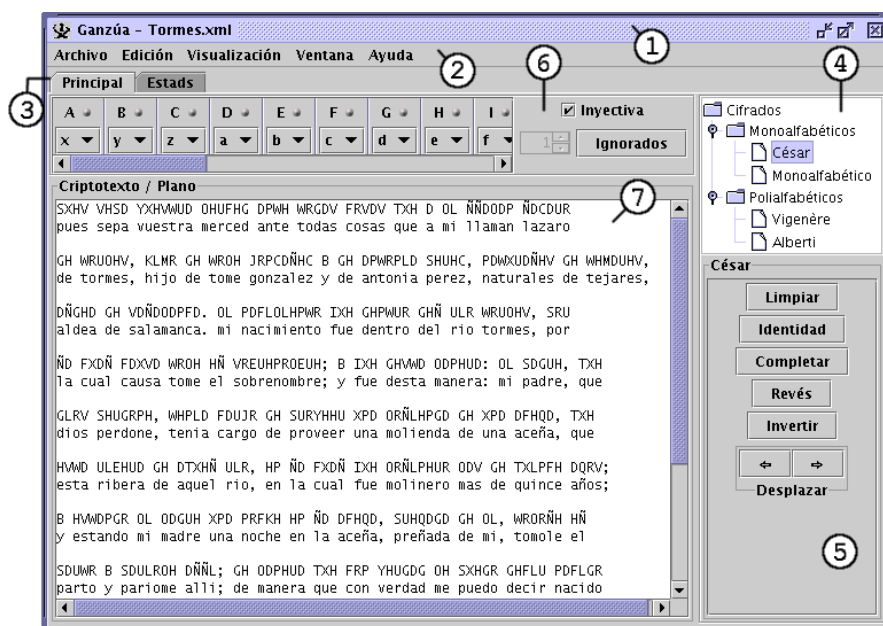 Ganzúa - Tormes.xml
1
Archivo Edición Visualización Ventana Ayuda
2
3
Principal Estads
6
4
A B C D E F G H I
x y z a b c d e f
Inyectiva
1 Ignorados
Cifrados
Monoalfabéticos
César
Monoalfabético
Polialfabéticos
Vigenère
Alberti
Criptotexto / Plano
7
SXHV VHSD YXHVWUD OHUFHG DPWH WRGDV FRVDV TXH D OL ÑÑDODP ÑDCDUR
pues sepa vuestra merced ante todas cosas que a mi llaman lazaro
GH WRUOHV, KLMR GH WROH JRPCDÑHC B GH DPWRPLD SHUHC, PDWXUDÑHV GH WHMDUHV,
de tormes, hijo de tome gonzalez y de antonia perez, naturales de tejares,
DÑGHD GH VDÑDODPFD. OL PDFLOLHPWR IXH GHPWUR GHÑ ULR WRUOHV, SRU
aldea de salamanca. mi nacimiento fue dentro del rio tormes, por
ÑD FXDÑ FDXVD WROH HÑ VREUHPROEUH; B IXH GHVWD ODPHUD: OL SDGUH, TXH
la cual causa tome el sobrenombre; y fue desta manera: mi padre, que
GLRV SHUGRPH, WHPLD FDUJR GH SURYHHU XPD ORÑLHPGD GH XPD DFHQD, TXH
dios perdone, tenia cargo de proveer una molienda de una aceña, que
HVWD ULEHUD GH DTXHÑ ULR, HP ÑD FXDÑ IXH ORÑLPHUR ODV GH TXLPFH DQRV;
esta ribera de aquel rio, en la cual fue molinero mas de quince años;
B HVWDPGR OL ODGUH XPD PRFKH HP ÑD DFHQD, SUHQDGD GH OL, WRORÑH HÑ
y estando mi madre una noche en la aceña, preñada de mi, tomole el
SDUWR B SDULROH DÑÑL; GH ODPHUD TXH FRP YHUGDG OH SXHGR GHFLU PDFLGR
parto y pariome alli; de manera que con verdad me puedo decir nacido
César
Limpiar
Identidad
Completar
Revés
Invertir
⇦ ⇨
Desplazar
5